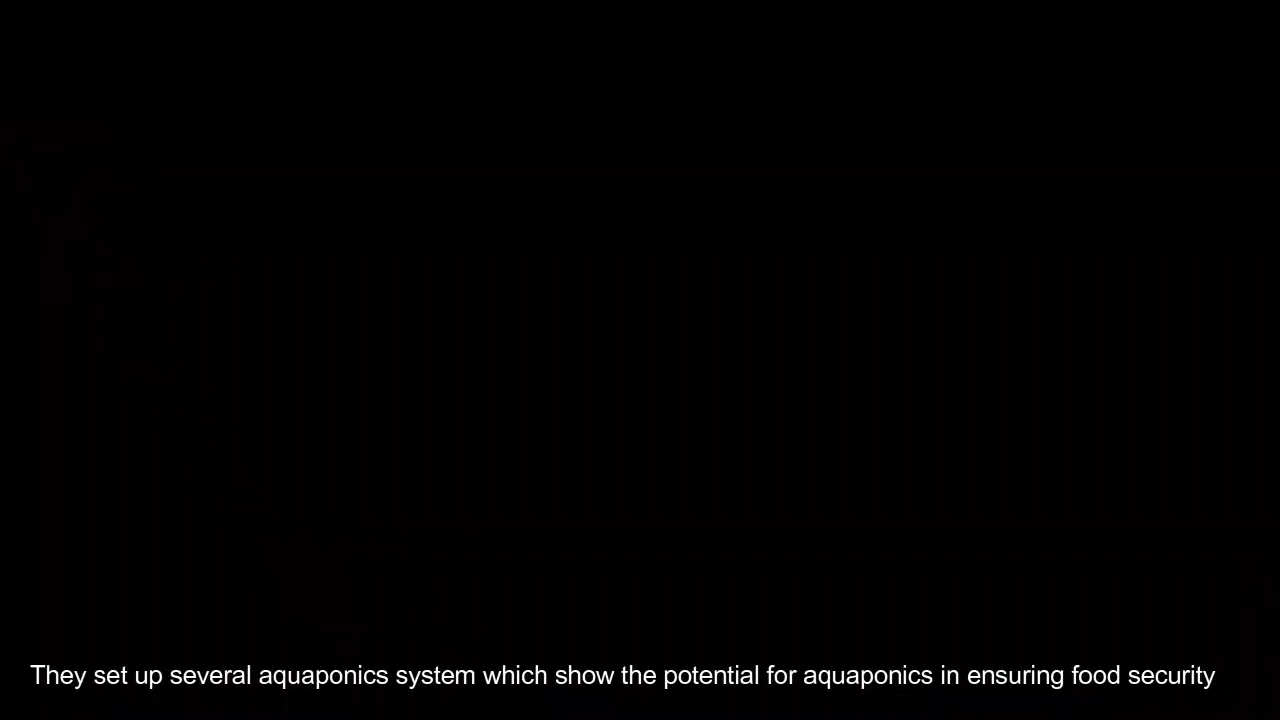 They set up several aquaponics system which show the potential for aquaponics in ensuring food security